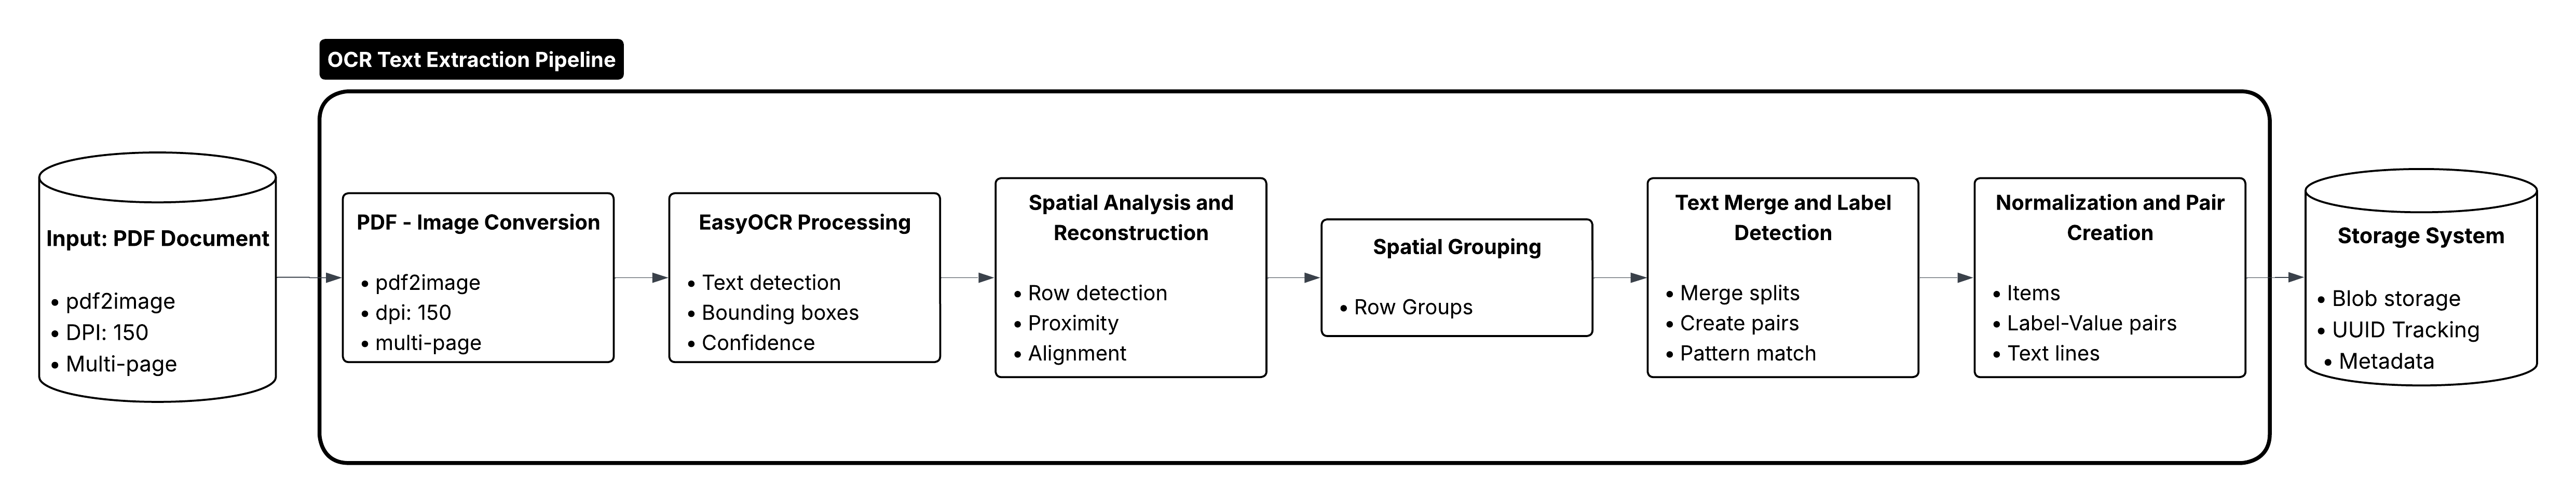 OCR Text Extraction Pipeline
Input: PDF Document
• pdf2image
• DPI: 150
• Multi-page
PDF - Image Conversion
• pdf2image
• dpi: 150
• multi-page
EasyOCR Processing
• Text detection
• Bounding boxes
• Confidence
Spatial Analysis and
Reconstruction
• Row detection
• Proximity
• Alignment
Spatial Grouping
• Row Groups
Text Merge and Label
Detection
• Merge splits
• Create pairs
• Pattern match
Normalization and Pair
Creation
• Items
• Label-Value pairs
• Text lines
Storage System
• Blob storage
• UUID Tracking
• Metadata